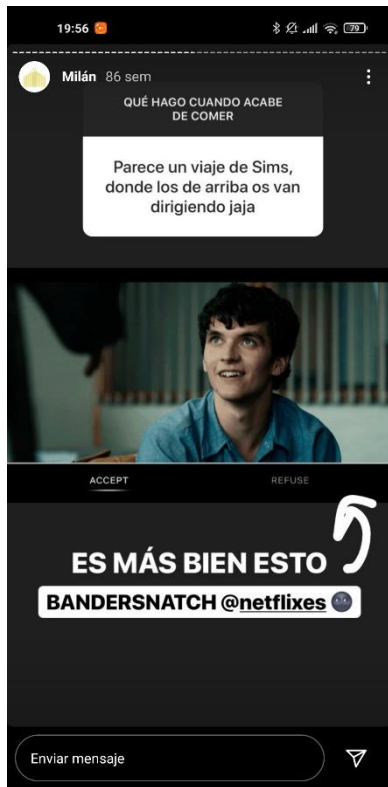 19:56
79
Milán 86 sem
QUÉ HAGO CUANDO ACABE
DE COMER
Parece un viaje de Sims,
donde los de arriba os van
dirigiendo jaja
ACCEPT REFUSE
ES MÁS BIEN ESTO
BANDERSNATCH @netflixes 🌚
Enviar mensaje